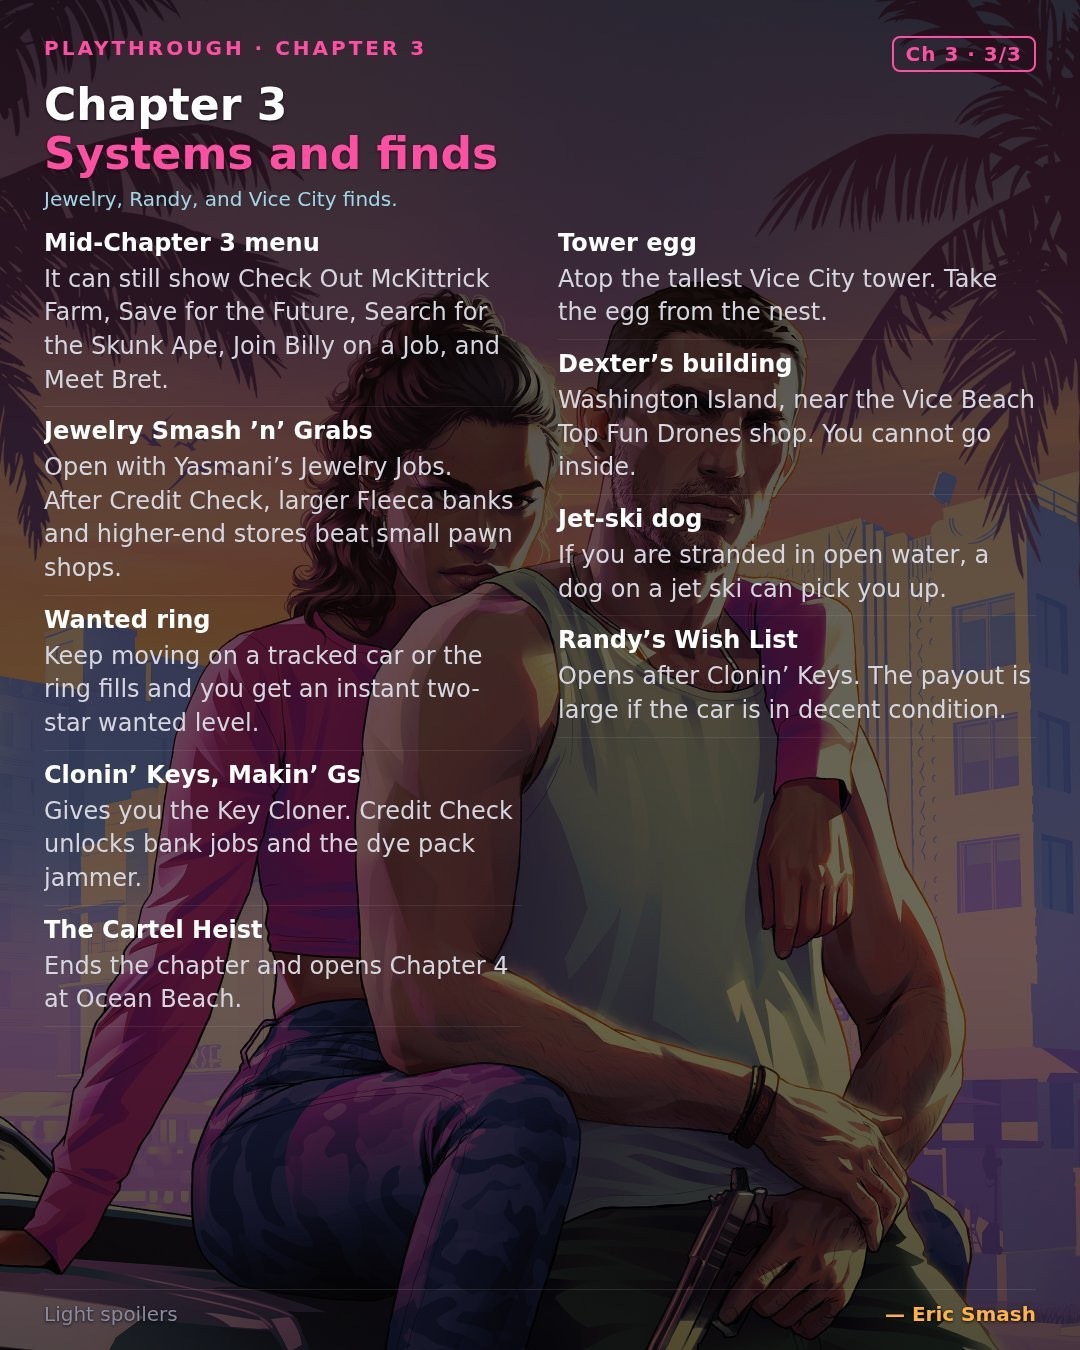 PLAYTHROUGH · CHAPTER 3
Ch 3 · 3/3
Chapter 3
Systems and finds
Jewelry, Randy, and Vice City finds.
Mid-Chapter 3 menu
It can still show Check Out McKittrick
Farm, Save for the Future, Search for
the Skunk Ape, Join Billy on a Job, and
Meet Bret.
Jewelry Smash ’n’ Grabs
Open with Yasmani’s Jewelry Jobs.
After Credit Check, larger Fleeca banks
and higher-end stores beat small pawn
shops.
Wanted ring
Keep moving on a tracked car or the
ring fills and you get an instant two-
star wanted level.
Clonin’ Keys, Makin’ Gs
Gives you the Key Cloner. Credit Check
unlocks bank jobs and the dye pack
jammer.
The Cartel Heist
Ends the chapter and opens Chapter 4
at Ocean Beach.
Tower egg
Atop the tallest Vice City tower. Take
the egg from the nest.
Dexter’s building
Washington Island, near the Vice Beach
Top Fun Drones shop. You cannot go
inside.
Jet-ski dog
If you are stranded in open water, a
dog on a jet ski can pick you up.
Randy’s Wish List
Opens after Clonin’ Keys. The payout is
large if the car is in decent condition.
Light spoilers
— Eric Smash